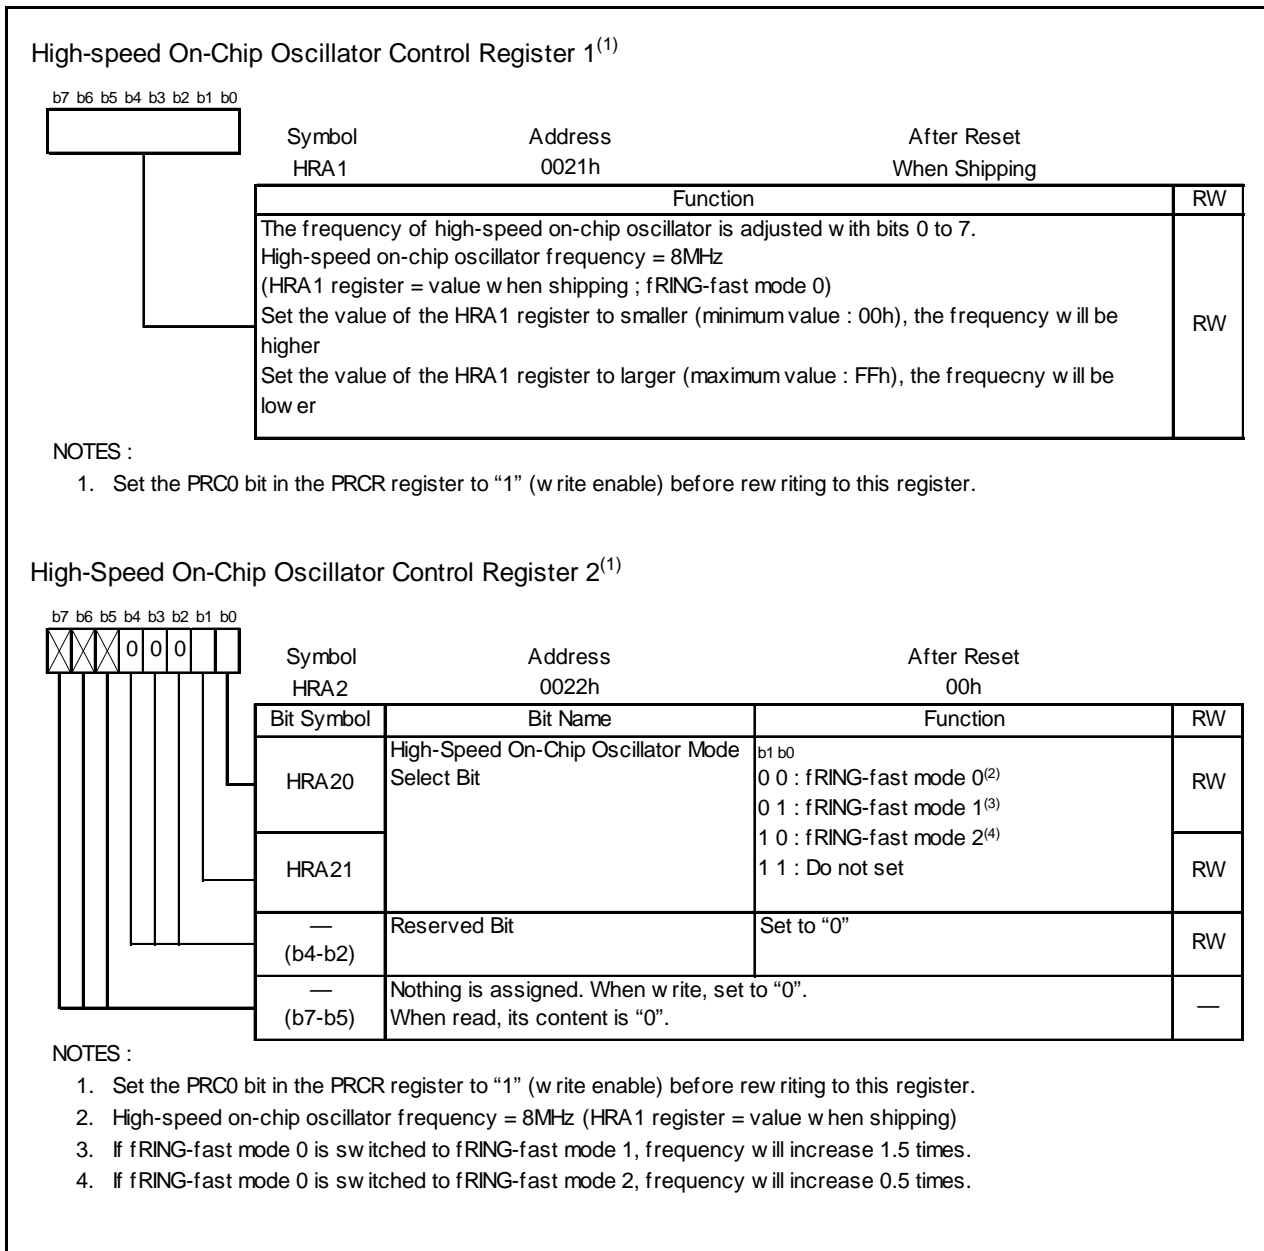 High-speed On-Chip Oscillator Control Register 1(1)
b7 b6 b5 b4 b3 b2 b1 b0
Symbol Address After Reset
HRA1 0021h When Shipping
Function RW
The frequency of high-speed on-chip oscillator is adjusted with bits 0 to 7.
High-speed on-chip oscillator frequency = 8MHz
(HRA1 register = value when shipping ; fRING-fast mode 0)
Set the value of the HRA1 register to smaller (minimum value : 00h), the frequency will be
higher
Set the value of the HRA1 register to larger (maximum value : FFh), the frequecny will be
lower
RW
NOTES :
1. Set the PRC0 bit in the PRCR register to “1” (write enable) before rewriting to this register.
High-Speed On-Chip Oscillator Control Register 2(1)
b7 b6 b5 b4 b3 b2 b1 b0
0 0 0
Symbol Address After Reset
HRA2 0022h 00h
Bit Symbol Bit Name Function RW
HRA20
High-Speed On-Chip Oscillator Mode
Select Bit
b1 b0
0 0 : fRING-fast mode 0(2)
0 1 : fRING-fast mode 1(3)
1 0 : fRING-fast mode 2(4)
1 1 : Do not set
RW
HRA21
RW
—
(b4-b2)
Reserved Bit
Set to “0”
RW
—
(b7-b5)
Nothing is assigned. When write, set to “0”.
When read, its content is “0”.
—
NOTES :
1. Set the PRC0 bit in the PRCR register to “1” (write enable) before rewriting to this register.
2. High-speed on-chip oscillator frequency = 8MHz (HRA1 register = value when shipping)
3. If fRING-fast mode 0 is switched to fRING-fast mode 1, frequency will increase 1.5 times.
4. If fRING-fast mode 0 is switched to fRING-fast mode 2, frequency will increase 0.5 times.